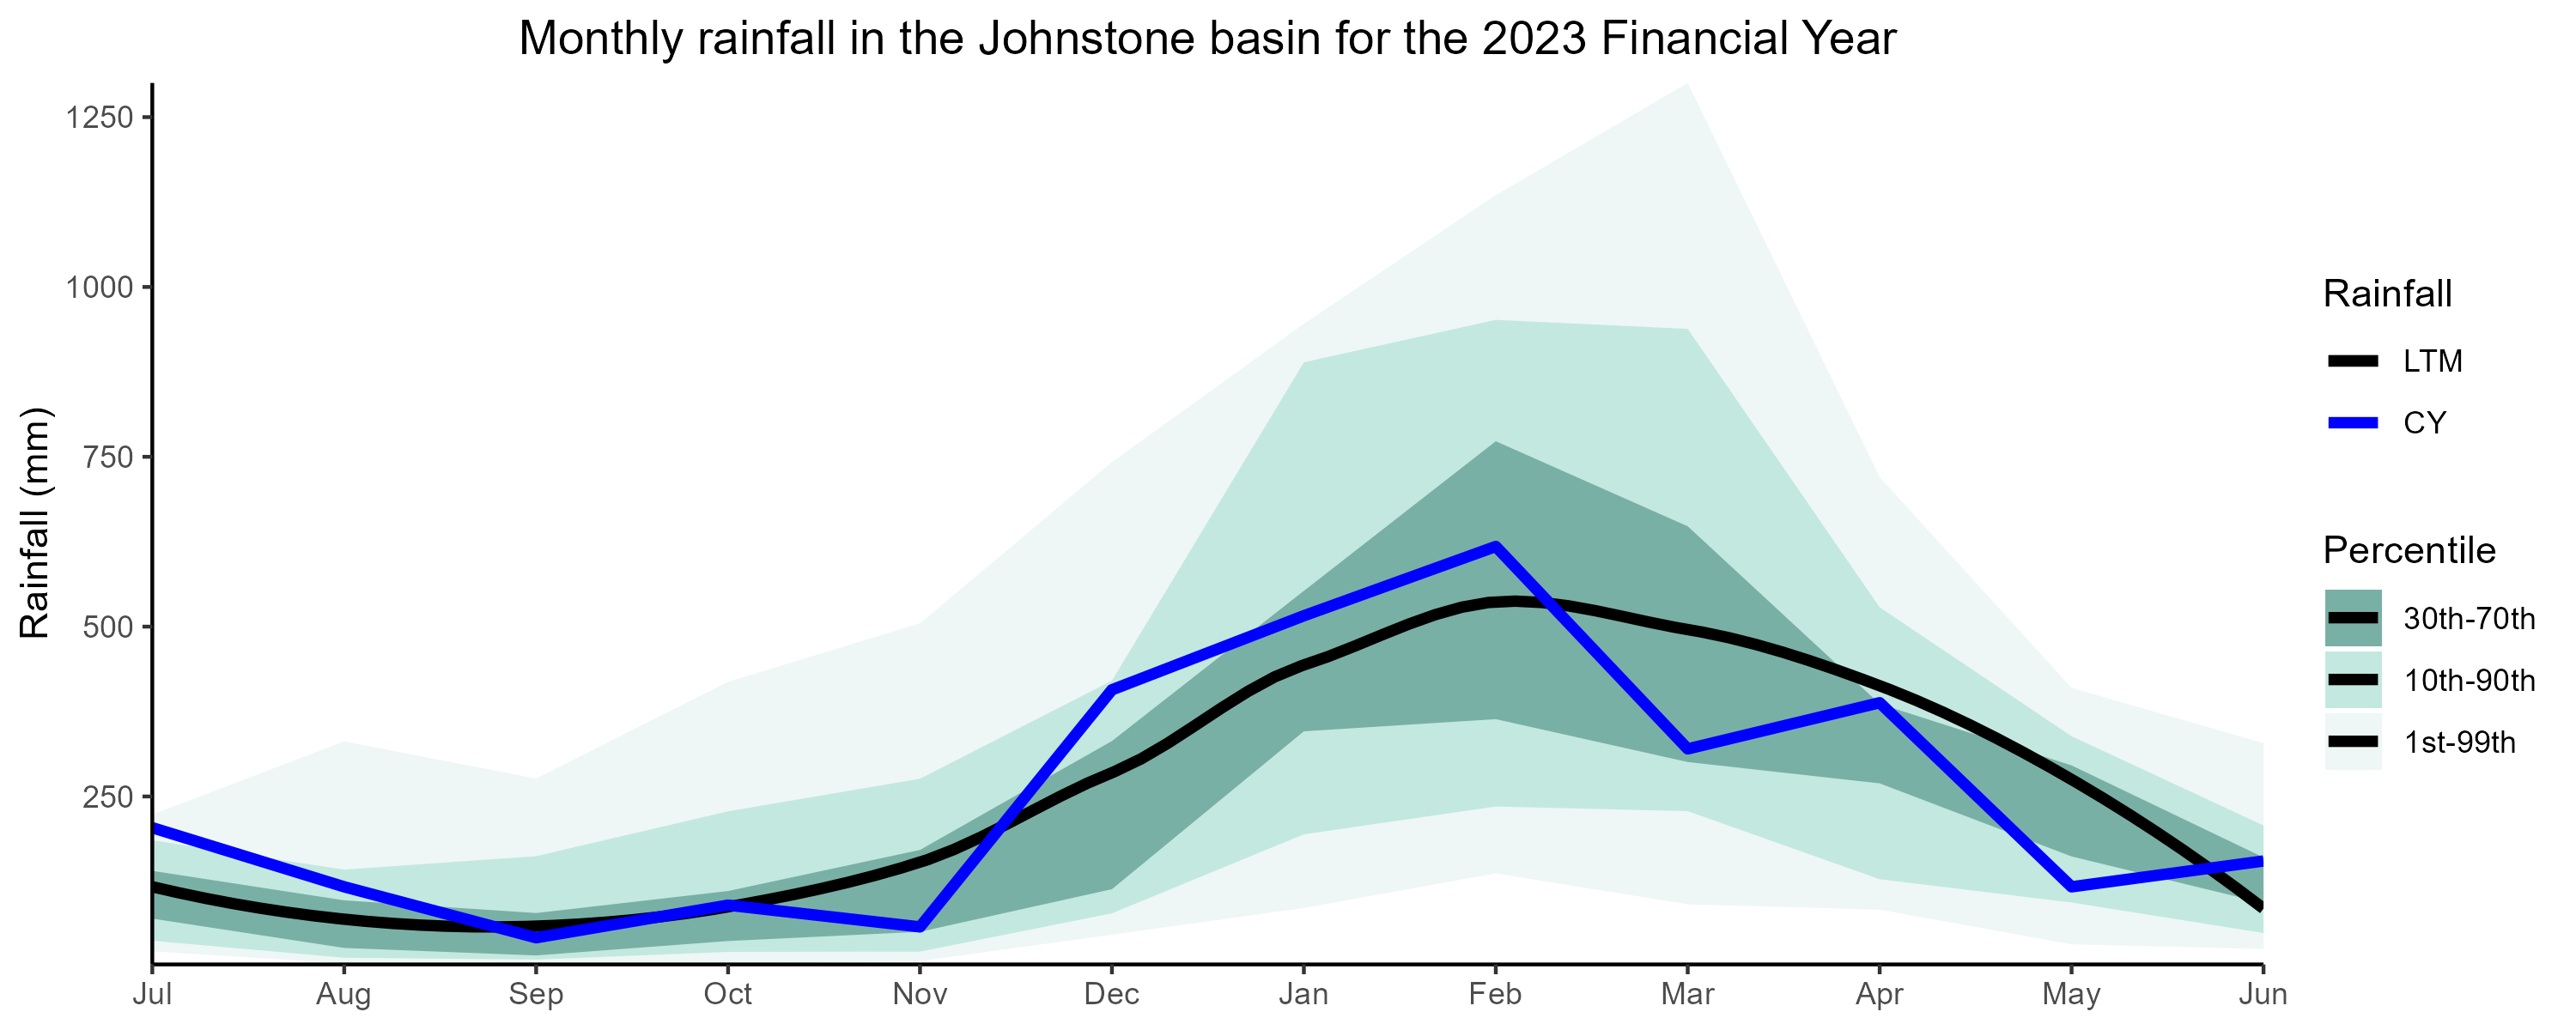 Monthly rainfall in the Johnstone basin for the 2023 Financial Year
1250
1000
750
500
250
Rainfall (mm)
Jul Aug Sep Oct Nov Dec Jan Feb Mar Apr May Jun
Rainfall
LTM
CY
Percentile
30th-70th
10th-90th
1st-99th